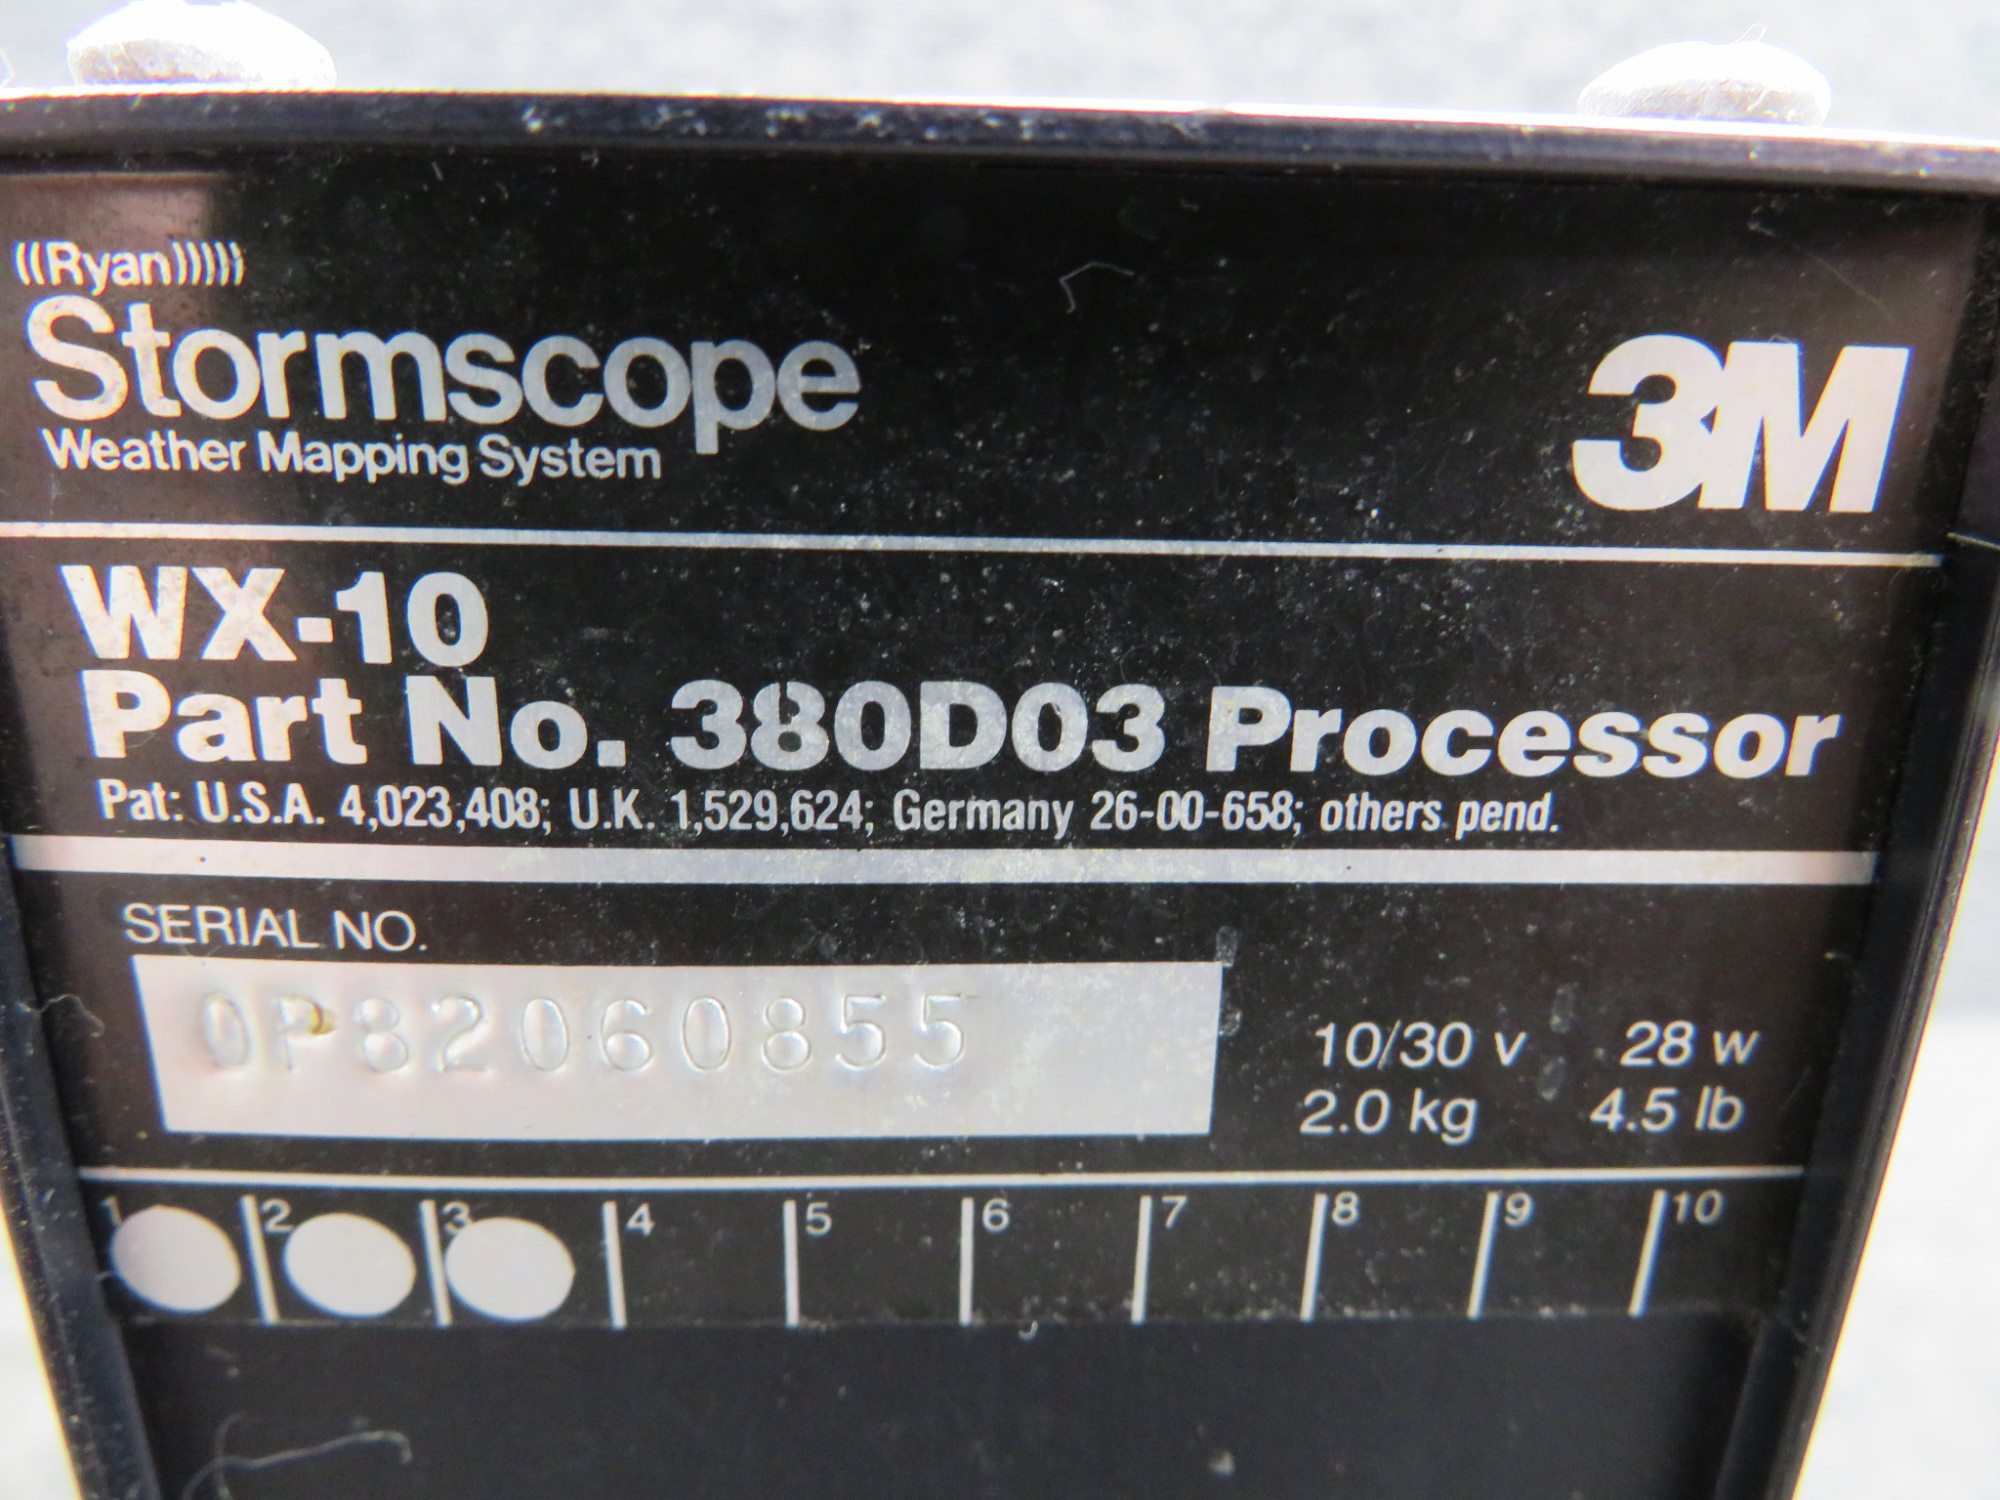 ((Ryan)))))
Stormscope
Weather Mapping System
3M
WX-10
Part No. 380D03 Processor
Pat: U.S.A. 4,023,408; U.K. 1,529,624; Germany 26-00-658; others pend.
SERIAL NO.
0P82060855
10/30 v 28 w
2.0 kg 4.5 lb
1 2 3 4 5 6 7 8 9 10